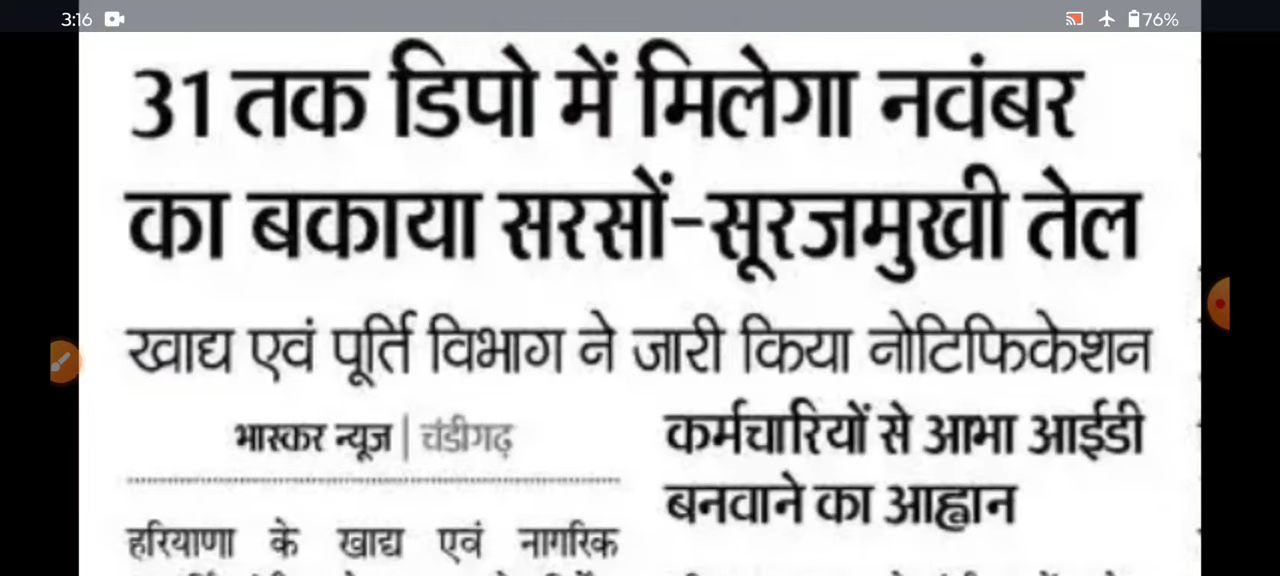 3:16
76%
31 तक डिपो में मिलेगा नवंबर
का बकाया सरसों-सूरजमुखी तेल
खाद्य एवं पूर्ति विभाग ने जारी किया नोटिफिकेशन
भास्कर न्यूज | चंडीगढ़
हरियाणा के खाद्य एवं नागरिक
कर्मचारियों से आभा आईडी
बनवाने का आह्वान